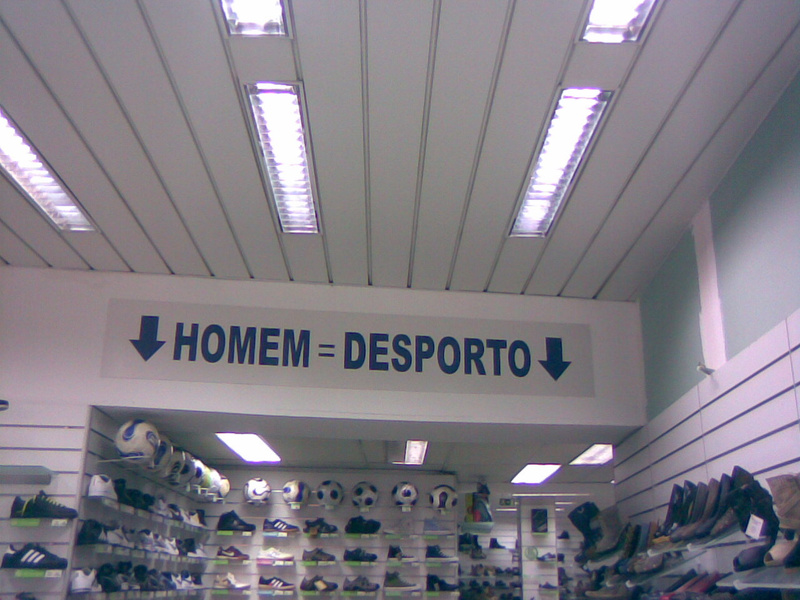 HOMEM = DESPORTO